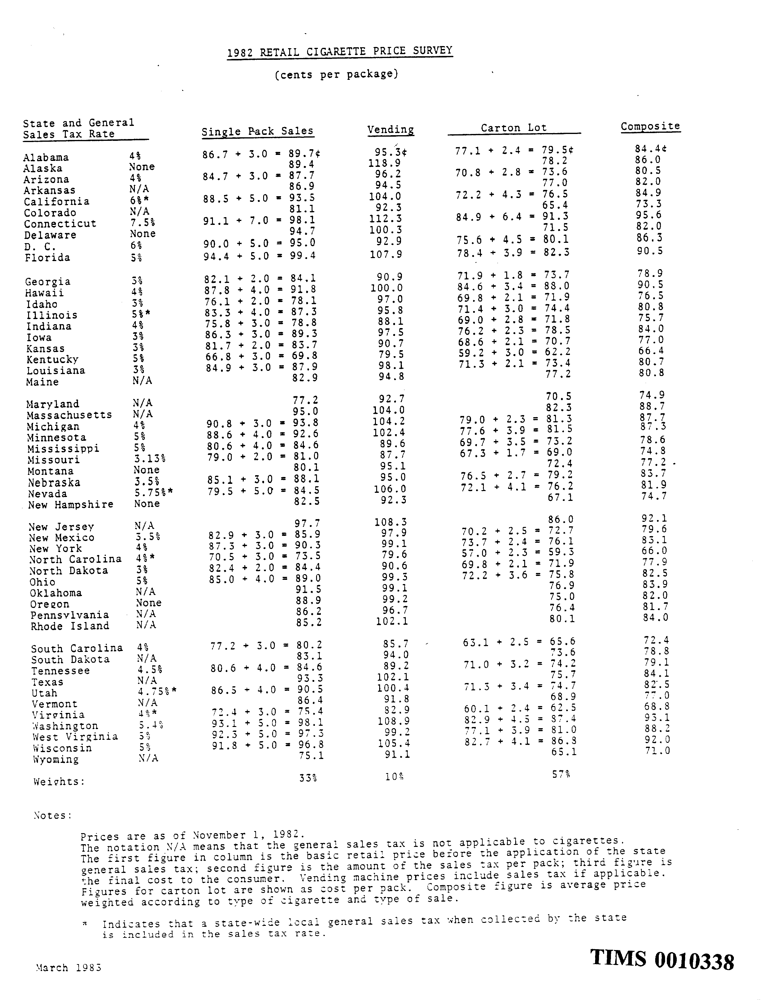 1982 RETAIL CIGARETTE PRICE SURVEY
(cents per package)
State and General
Sales Tax Rate Single Pack Sales Vending Carton Lot Composite
Alabama 4% 86.7 + 3.0 = 89.7¢ 95.3¢ 77.1 + 2.4 = 79.5¢ 84.4¢
Alaska None 89.4 118.9 78.2 86.0
Arizona 4% 84.7 + 3.0 = 87.7 96.2 70.8 + 2.8 = 73.6 80.5
Arkansas N/A 86.9 94.5 77.0 82.0
California 6%* 88.5 + 5.0 = 93.5 104.0 72.2 + 4.3 = 76.5 84.9
Colorado N/A 81.1 92.3 65.4 73.3
Connecticut 7.5% 91.1 + 7.0 = 98.1 112.3 84.9 + 6.4 = 91.3 95.6
Delaware None 94.7 100.3 71.5 82.0
D. C. 6% 90.0 + 5.0 = 95.0 92.9 75.6 + 4.5 = 80.1 86.3
Florida 5% 94.4 + 5.0 = 99.4 107.9 78.4 + 3.9 = 82.3 90.5
Georgia 3% 82.1 + 2.0 = 84.1 90.9 71.9 + 1.8 = 73.7 78.9
Hawaii 4% 87.8 + 4.0 = 91.8 100.0 84.6 + 3.4 = 88.0 90.5
Idaho 3% 76.1 + 2.0 = 78.1 97.0 69.8 + 2.1 = 71.9 76.5
Illinois 5%* 83.3 + 4.0 = 87.3 95.8 71.4 + 3.0 = 74.4 80.8
Indiana 4% 75.8 + 3.0 = 78.8 88.1 69.0 + 2.8 = 71.8 75.7
Iowa 3% 86.3 + 3.0 = 89.3 97.5 76.2 + 2.3 = 78.5 84.0
Kansas 3% 81.7 + 2.0 = 83.7 90.7 68.6 + 2.1 = 70.7 77.0
Kentucky 5% 66.8 + 3.0 = 69.8 79.5 59.2 + 3.0 = 62.2 66.4
Louisiana 3% 84.9 + 3.0 = 87.9 98.1 71.3 + 2.1 = 73.4 80.7
Maine N/A 82.9 94.8 77.2 80.8
Maryland N/A 77.2 92.7 70.5 74.9
Massachusetts N/A 95.0 104.0 82.3 88.7
Michigan 4% 90.8 + 3.0 = 93.8 104.2 79.0 + 2.3 = 81.3 87.7
Minnesota 5% 88.6 + 4.0 = 92.6 102.4 77.6 + 3.9 = 81.5 87.3
Mississippi 5% 80.6 + 4.0 = 84.6 89.6 69.7 + 3.5 = 73.2 78.6
Missouri 3.13% 79.0 + 2.0 = 81.0 87.7 67.3 + 1.7 = 69.0 74.8
Montana None 80.1 95.1 72.4 77.2
Nebraska 3.5% 85.1 + 3.0 = 88.1 95.0 76.5 + 2.7 = 79.2 83.7
Nevada 5.75%* 79.5 + 5.0 = 84.5 106.0 72.1 + 4.1 = 76.2 81.9
New Hampshire None 82.5 92.3 67.1 74.7
New Jersey N/A 97.7 108.3 86.0 92.1
New Mexico 3.5% 82.9 + 3.0 = 85.9 97.9 70.2 + 2.5 = 72.7 79.6
New York 4% 87.3 + 3.0 = 90.3 99.1 73.7 + 2.4 = 76.1 83.1
North Carolina 4%* 70.5 + 3.0 = 73.5 79.6 57.0 + 2.3 = 59.3 66.0
North Dakota 3% 82.4 + 2.0 = 84.4 90.6 69.8 + 2.1 = 71.9 77.9
Ohio 5% 85.0 + 4.0 = 89.0 99.3 72.2 + 3.6 = 75.8 82.5
Oklahoma N/A 91.5 99.1 76.9 83.9
Oregon None 88.9 99.2 75.0 82.0
Pennsylvania N/A 86.2 96.7 76.4 81.7
Rhode Island N/A 85.2 102.1 80.1 84.0
South Carolina 4% 77.2 + 3.0 = 80.2 85.7 63.1 + 2.5 = 65.6 72.4
South Dakota N/A 83.1 94.0 73.6 78.8
Tennessee 4.5% 80.6 + 4.0 = 84.6 89.2 71.0 + 3.2 = 74.2 79.1
Texas N/A 93.3 102.1 75.7 84.1
Utah 4.75%* 86.5 + 4.0 = 90.5 100.4 71.3 + 3.4 = 74.7 82.5
Vermont N/A 86.4 91.8 68.9 77.0
Virginia 4%* 72.4 + 3.0 = 75.4 82.9 60.1 + 2.4 = 62.5 68.8
Washington 5.4% 93.1 + 5.0 = 98.1 108.9 82.9 + 4.5 = 87.4 93.1
West Virginia 5% 92.3 + 5.0 = 97.3 99.2 77.1 + 3.9 = 81.0 88.2
Wisconsin 5% 91.8 + 5.0 = 96.8 105.4 82.7 + 4.1 = 86.8 92.0
Wyoming N/A 75.1 91.1 65.1 71.0
Weights: 33% 10% 57%
Notes:
Prices are as of November 1, 1982.
The notation N/A means that the general sales tax is not applicable to cigarettes.
The first figure in column is the basic retail price before the application of the state
general sales tax; second figure is the amount of the sales tax per pack; third figure is
the final cost to the consumer. Vending machine prices include sales tax if applicable.
Figures for carton lot are shown as cost per pack. Composite figure is average price
weighted according to type of cigarette and type of sale.
* Indicates that a state-wide local general sales tax when collected by the state
is included in the sales tax rate.
March 1983
TIMS 0010338